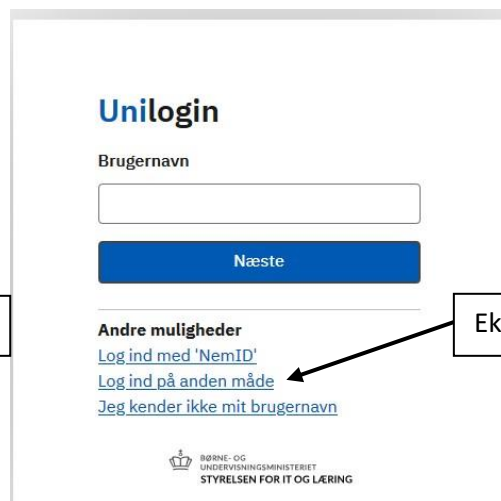 Unilogin
Brugernavn
Næste
Andre muligheder
Ek
Log ind med 'NemID'
Log ind på anden måde
Jeg kender ikke mit brugernavn
BØRNE- OG
UNDERVISNINGSMINISTERIET
STYRELSEN FOR IT OG LÆRING